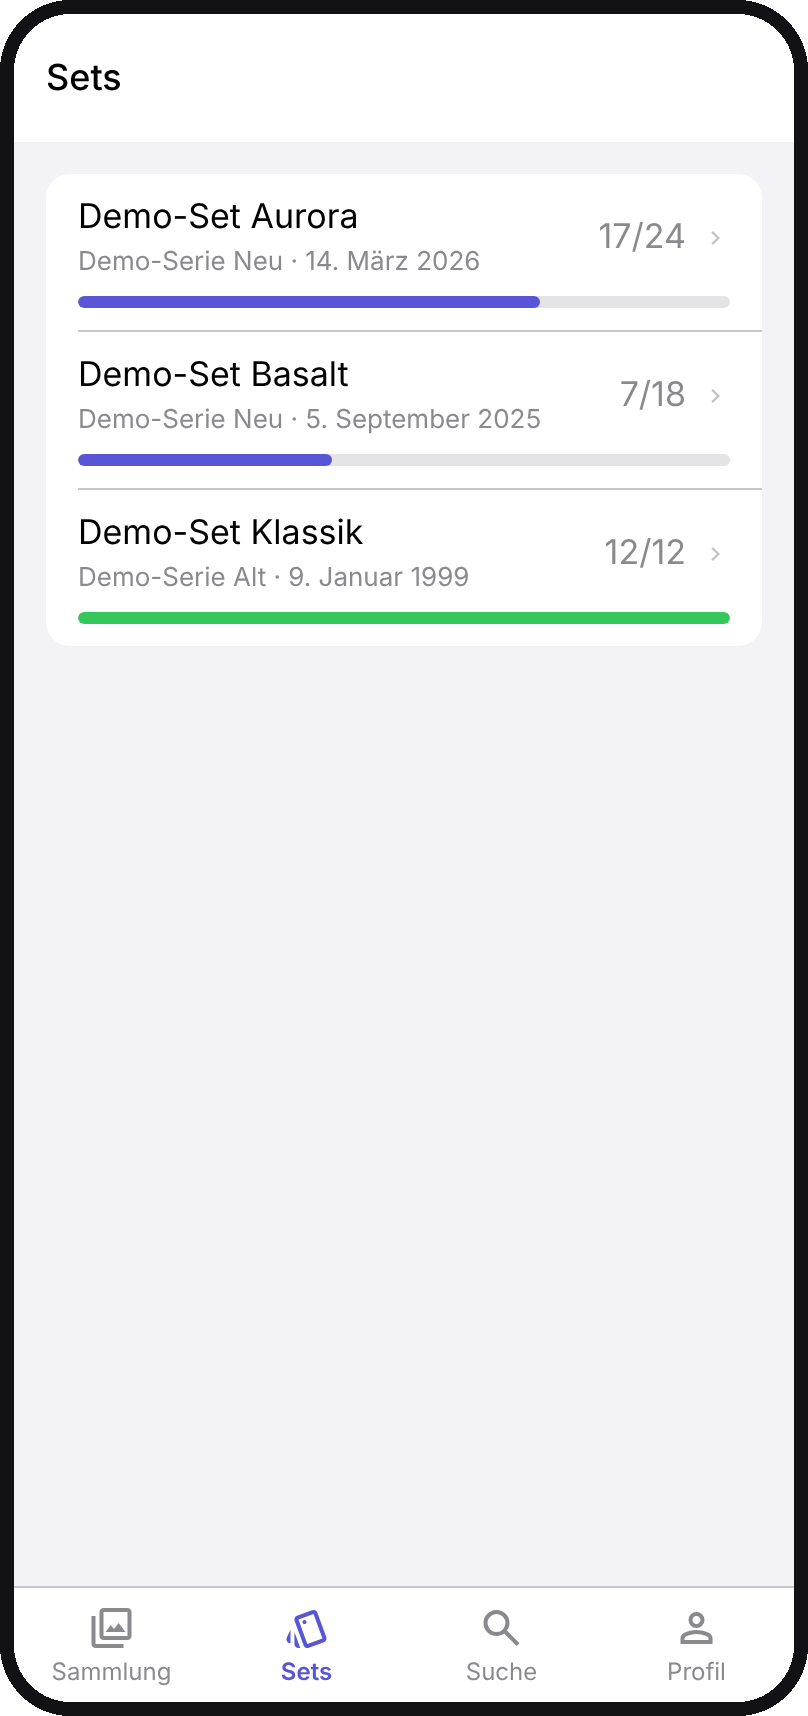 Sets
Demo-Set Aurora
17/24
Demo-Serie Neu · 14. März 2026
Demo-Set Basalt
7/18
Demo-Serie Neu · 5. September 2025
Demo-Set Klassik
12/12
Demo-Serie Alt · 9. Januar 1999
Sammlung
Sets
Suche
Profil